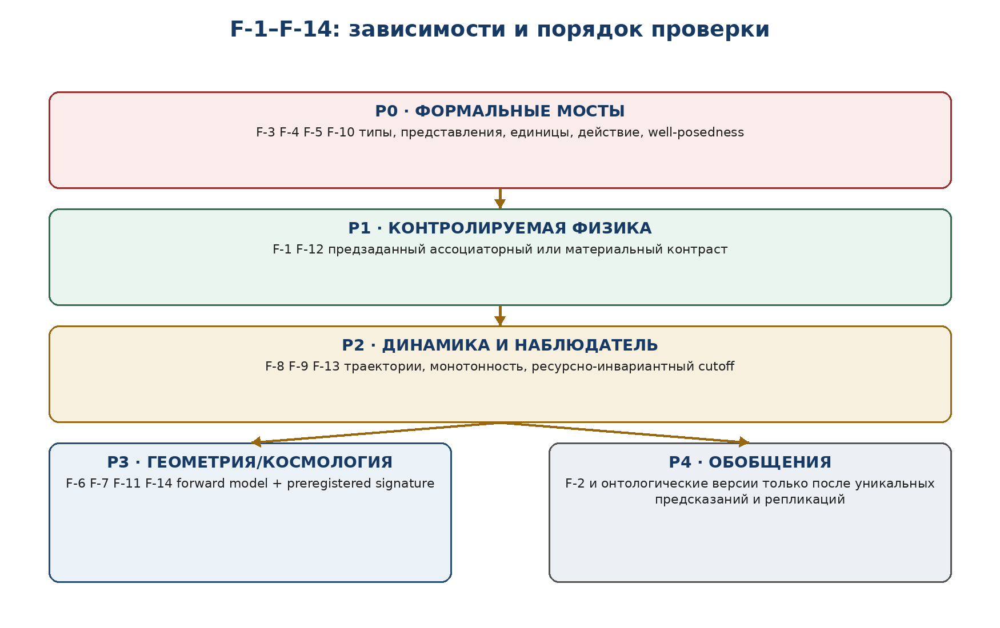 F-1–F-14: зависимости и порядок проверки
P0 · ФОРМАЛЬНЫЕ МОСТЫ
F-3 F-4 F-5 F-10 типы, представления, единицы, действие, well-posedness
P1 · КОНТРОЛИРУЕМАЯ ФИЗИКА
F-1 F-12 предзаданный ассоциаторный или материальный контраст
P2 · ДИНАМИКА И НАБЛЮДАТЕЛЬ
F-8 F-9 F-13 траектории, монотонность, ресурсно-инвариантный cutoff
P3 · ГЕОМЕТРИЯ/КОСМОЛОГИЯ
F-6 F-7 F-11 F-14 forward model + preregistered signature
P4 · ОБОБЩЕНИЯ
F-2 и онтологические версии только после уникальных
предсказаний и репликаций